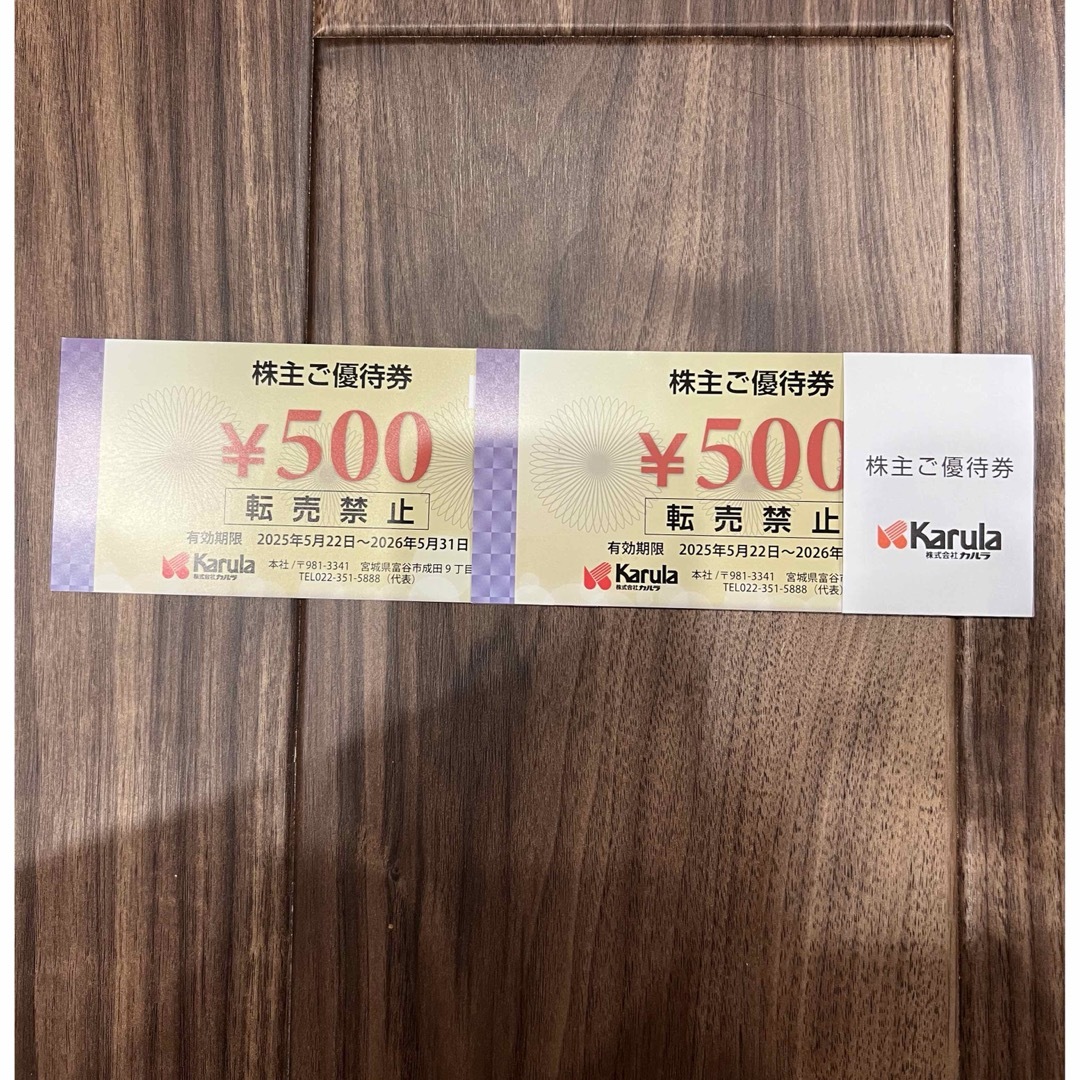 株主ご優待券
¥500
転売禁止
有効期限 2025年5月22日～2026年5月31日
Karula
株式会社カルラ
本社/〒981-3341 宮城県富谷市成田9丁目
TEL022-351-5888（代表）
株主ご優待券
¥500
転売禁止
有効期限 2025年5月22日～2026年
Karula
株式会社カルラ
本社/〒981-3341 宮城県富谷市
TEL022-351-5888（代表）
株主ご優待券
Karula
株式会社カルラ